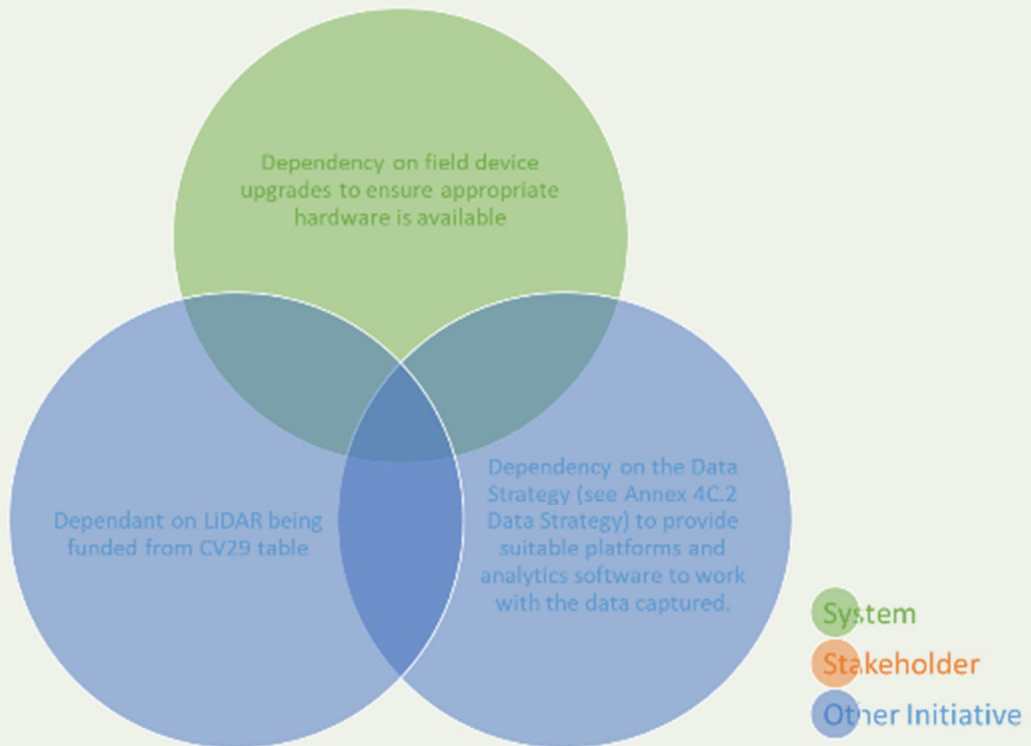 Dependency on field device
upgrades to ensure appropriate
hardware is available
Dependant on LiDAR being
funded from CV29 table
Dependency on the Data
Strategy (see Annex 4C.2
Data Strategy) to provide
suitable platforms and
analytics software to work
with the data captured.
System
Stakeholder
Other Initiative